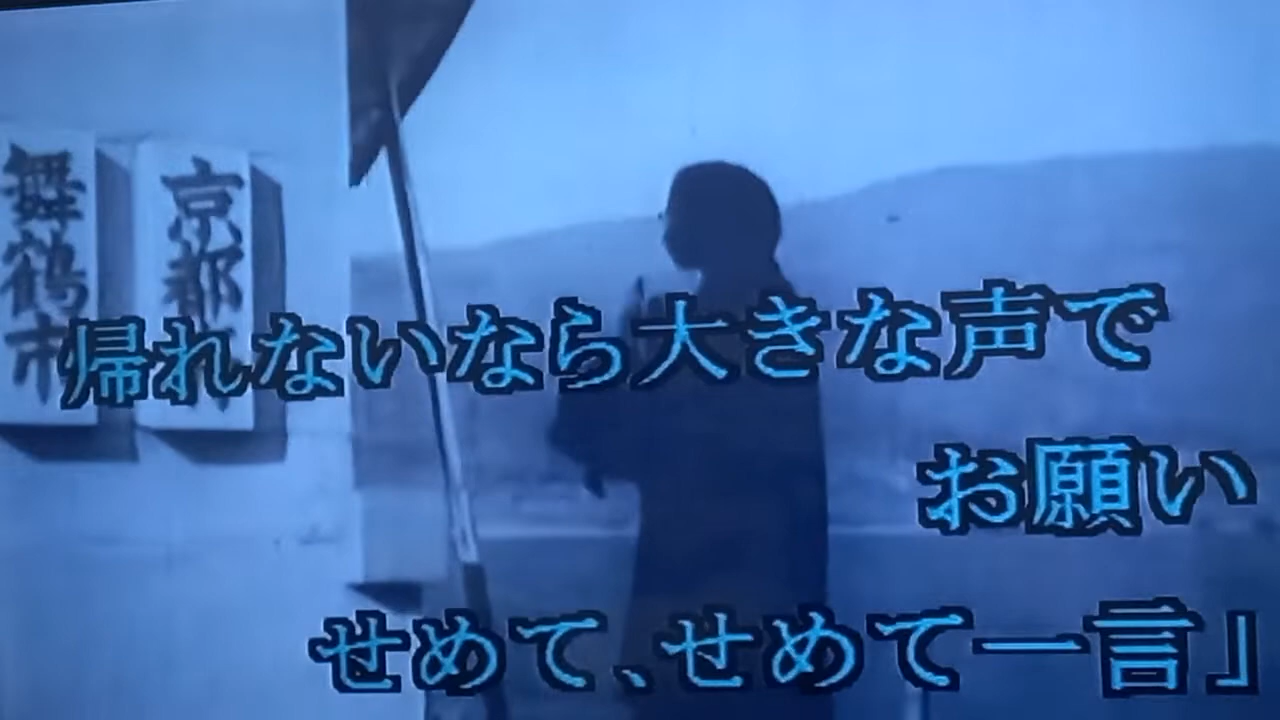 舞鶴市
京都
帰れないなら大きな声で
お願い
せめて、せめて一言」